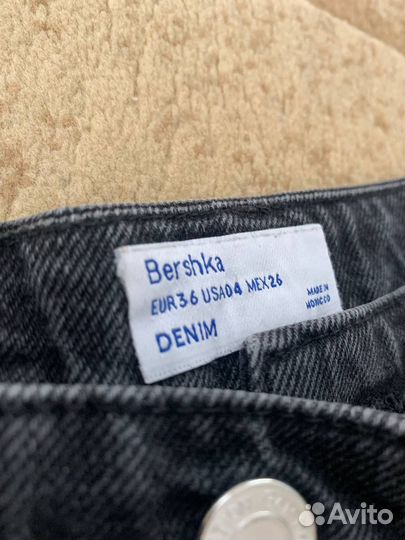 Bershka
EUR36 USA04 MEX26
DENIM
MADE IN
MOROCCO
Avito